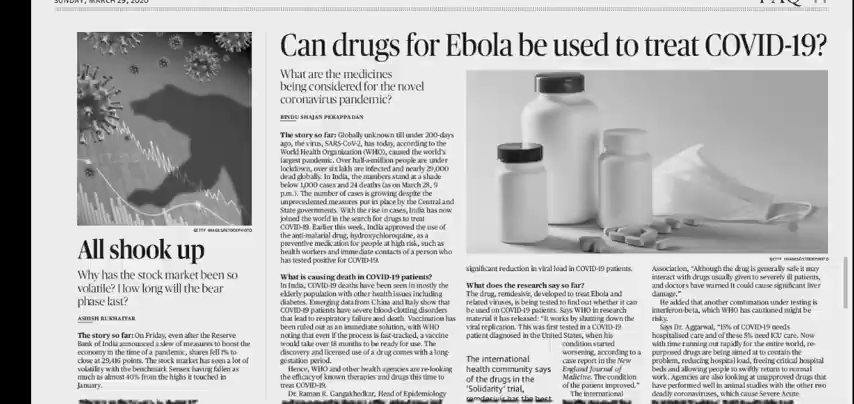 SUNDAY, MARCH 29, 2020
FAQ
Can drugs for Ebola be used to treat COVID-19?
GETTY IMAGES/ISTOCKPHOTO
All shook up
Why has the stock market been so
volatile? How long will the bear
phase last?
ASHISH RUKHAIYAR
The story so far: On Friday, even after the Reserve
Bank of India announced a slew of measures to boost the
economy in the time of a pandemic, shares fell 1% to
close at 29,416 points. The stock market has seen a lot of
volatility with the benchmark Sensex having fallen as
much as almost 40% from the highs it touched in
January.
What are the medicines
being considered for the novel
coronavirus pandemic?
BINDU SHAJAN PERAPPADAN
The story so far: Globally unknown till under 200-days
ago, the virus, SARS-CoV-2, has today, according to the
World Health Organization (WHO), caused the world's
largest pandemic. Over half-a-million people are under
lockdown, over six lakh are infected and nearly 29,000
dead globally. In India, the numbers stand at a shade
below 1,000 cases and 24 deaths (as on March 28, 9
p.m.). The number of cases is growing despite the
unprecedented measures put in place by the Central and
State governments. With the rise in cases, India has now
joined the world in the search for drugs to treat
COVID-19. Earlier this week, India approved the use of
the anti-malarial drug, hydroxychloroquine, as a
preventive medication for people at high risk, such as
health workers and immediate contacts of a person who
has tested positive for COVID-19.
What is causing death in COVID-19 patients?
In India, COVID-19 deaths have been seen in mostly the
elderly population with other health issues including
diabetes. Emerging data from China and Italy show that
COVID-19 patients have severe blood-clotting disorders
that lead to respiratory failure and death. Vaccination has
been ruled out as an immediate solution, with WHO
noting that even if the process is fast-tracked, a vaccine
would take over 18 months to be ready for use. The
discovery and licensed use of a drug comes with a long-
gestation period.
Hence, WHO and other health agencies are re-looking
the efficacy of known therapies and drugs this time to
treat COVID-19.
Dr. Raman R. Gangakhedkar, Head of Epidemiology
GETTY IMAGES/ISTOCKPHOTO
significant reduction in viral load in COVID-19 patients.
What does the research say so far?
The drug, remdesivir, developed to treat Ebola and
related viruses, is being tested to find out whether it can
be used on COVID-19 patients. Says WHO in research
material it has released: "It works by shutting down the
viral replication. This was first tested in a COVID-19
patient diagnosed in the United States, when his
condition started
worsening, according to a
case report in the New
England Journal of
Medicine. The condition
of the patient improved."
The international
The international
health community says
of the drugs in the
'Solidarity' trial,
remdesivir has the best
Association, "Although the drug is generally safe it may
interact with drugs usually given to severely ill patients,
and doctors have warned it could cause significant liver
damage."
He added that another combination under testing is
interferon-beta, which WHO has cautioned might be
risky.
Says Dr. Aggarwal, "15% of COVID-19 needs
hospitalised care and of these 5% need ICU care. Now
with time running out rapidly for the entire world, re-
purposed drugs are being aimed at to contain the
problem, reducing hospital load, freeing critical hospital
beds and allowing people to swiftly return to normal
work. Agencies are also looking at unapproved drugs that
have performed well in animal studies with the other two
deadly coronaviruses, which cause Severe Acute